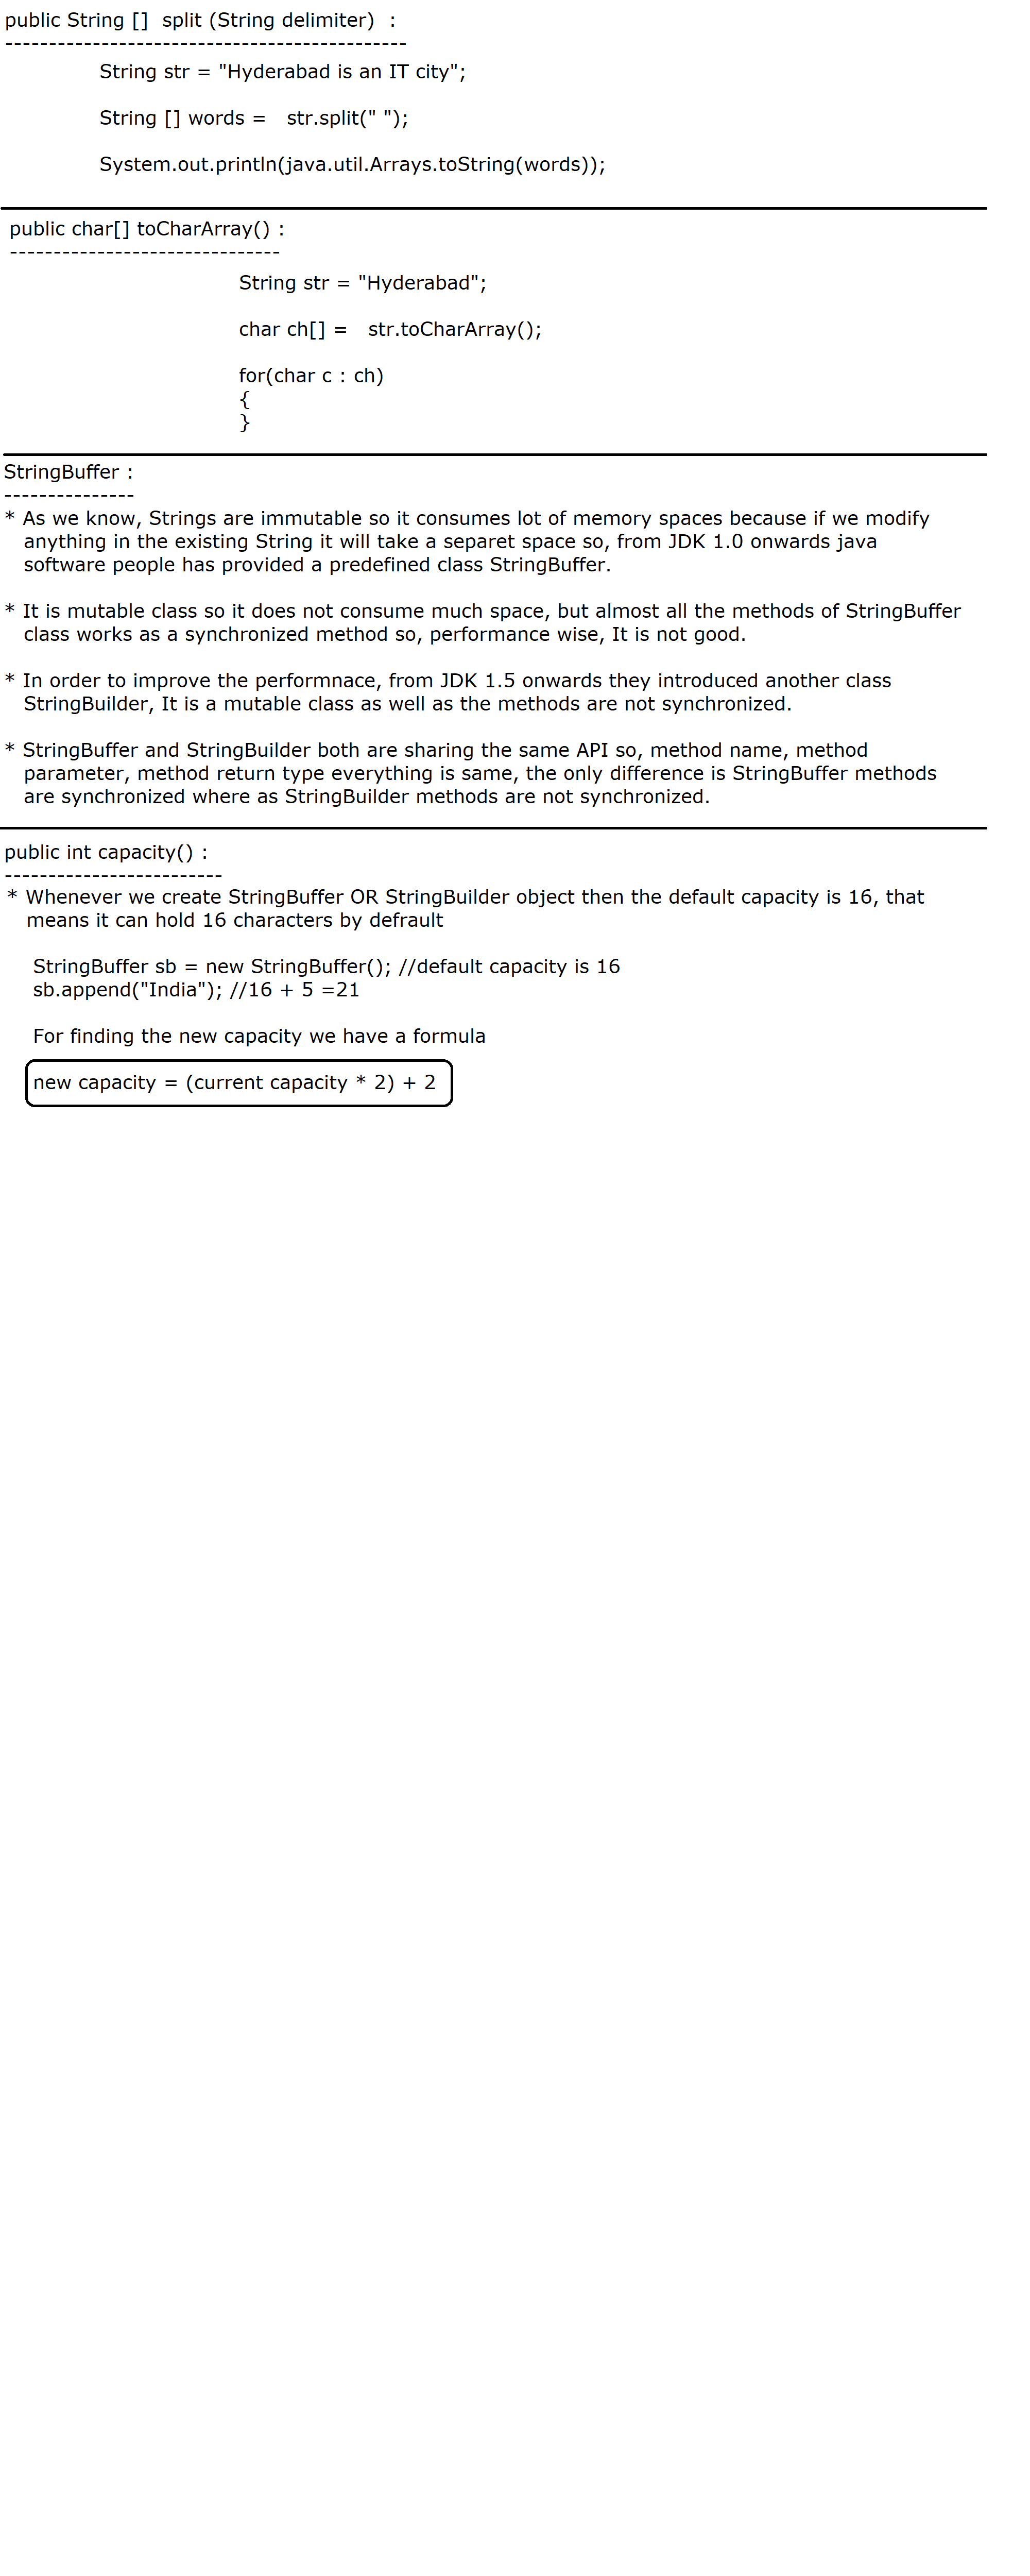 public String []  split (String delimiter)  :
----------------------------------------------
String str = "Hyderabad is an IT city";
String [] words =   str.split(" ");
System.out.println(java.util.Arrays.toString(words));
public char[] toCharArray() :
-------------------------------
String str = "Hyderabad";
char ch[] =   str.toCharArray();
for(char c : ch)
{
}
StringBuffer :
---------------
* As we know, Strings are immutable so it consumes lot of memory spaces because if we modify
anything in the existing String it will take a separet space so, from JDK 1.0 onwards java
software people has provided a predefined class StringBuffer.
* It is mutable class so it does not consume much space, but almost all the methods of StringBuffer
class works as a synchronized method so, performance wise, It is not good.
* In order to improve the performnace, from JDK 1.5 onwards they introduced another class
StringBuilder, It is a mutable class as well as the methods are not synchronized.
* StringBuffer and StringBuilder both are sharing the same API so, method name, method
parameter, method return type everything is same, the only difference is StringBuffer methods
are synchronized where as StringBuilder methods are not synchronized.
public int capacity() :
-------------------------
* Whenever we create StringBuffer OR StringBuilder object then the default capacity is 16, that
means it can hold 16 characters by defrault
StringBuffer sb = new StringBuffer(); //default capacity is 16
sb.append("India"); //16 + 5 =21
For finding the new capacity we have a formula
new capacity = (current capacity * 2) + 2